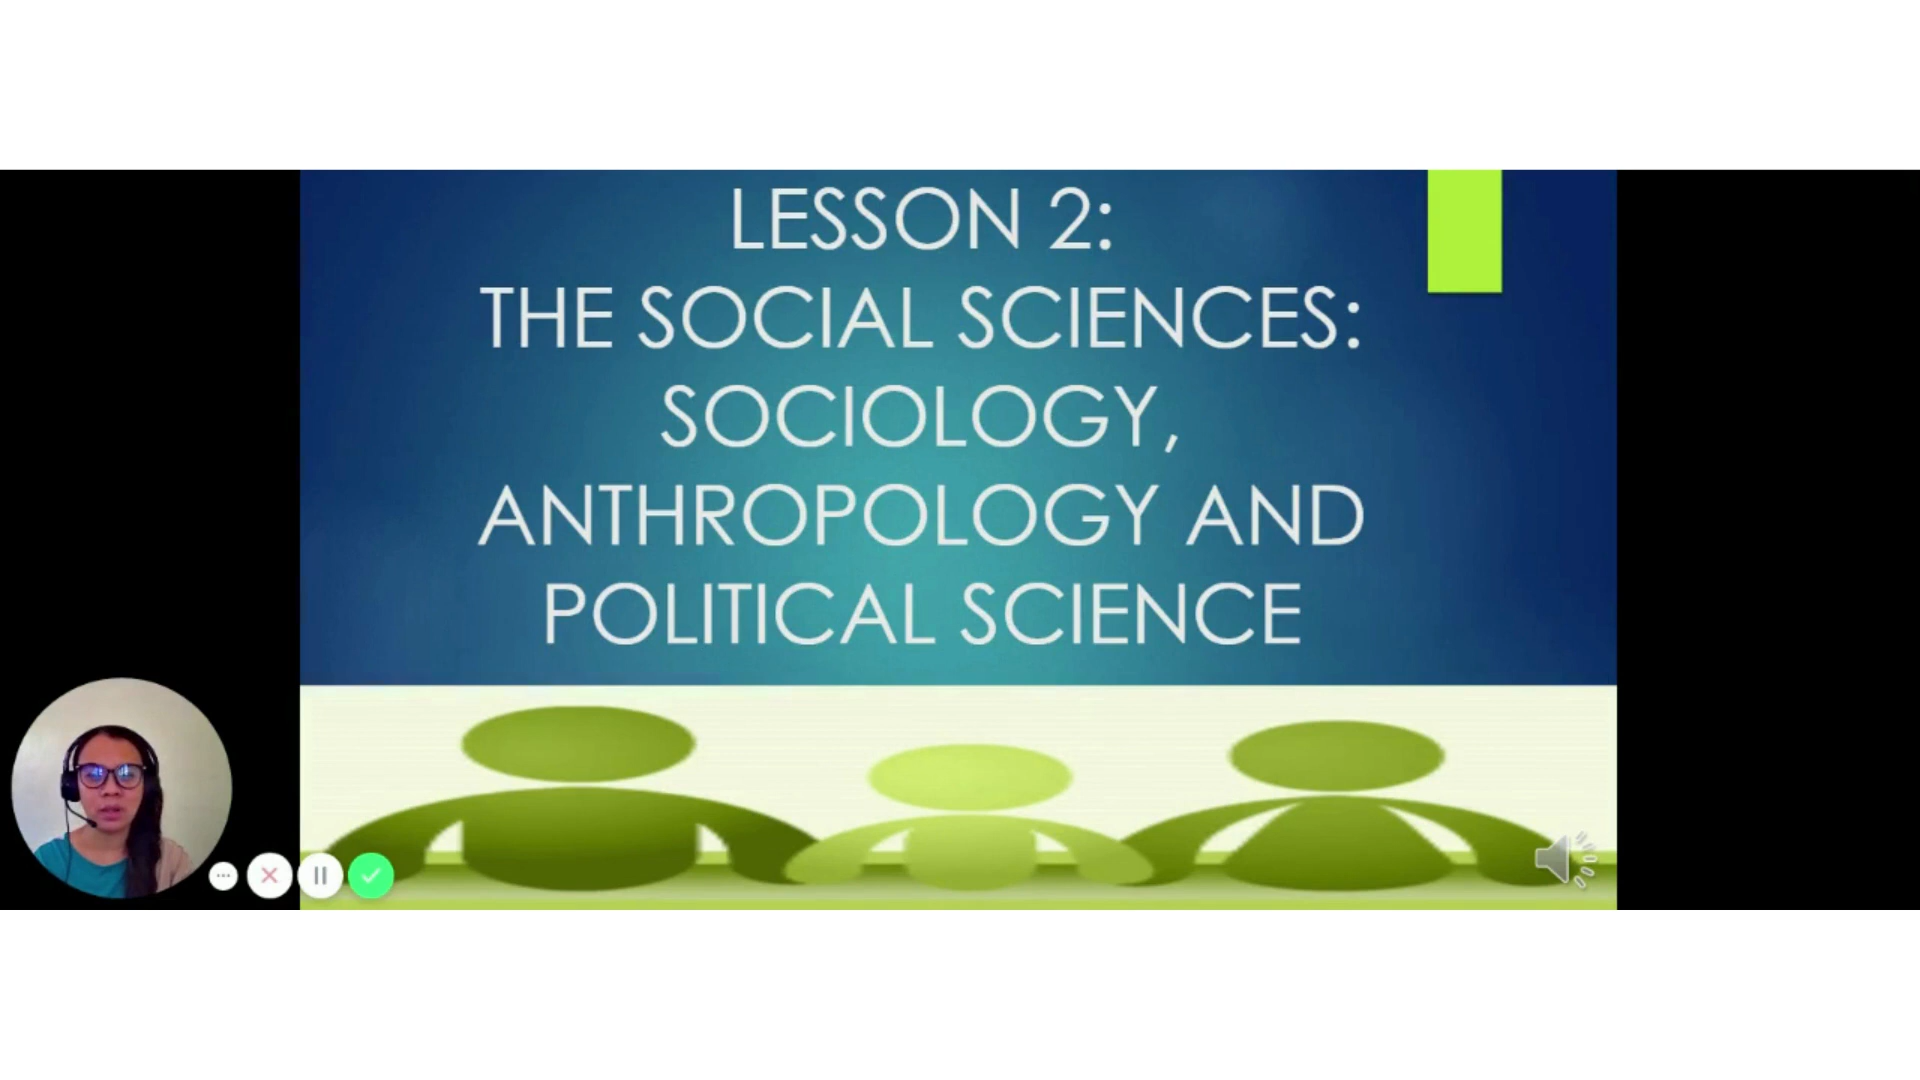 LESSON 2:
THE SOCIAL SCIENCES:
SOCIOLOGY,
ANTHROPOLOGY AND
POLITICAL SCIENCE